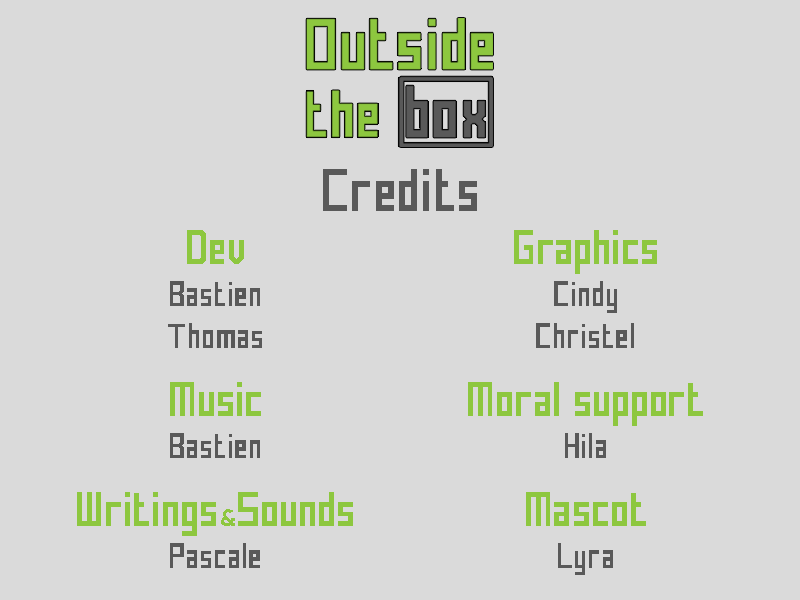 Outside
the box
Credits
Dev
Bastien
Thomas
Graphics
Cindy
Christel
Music
Bastien
Moral support
Hila
Writings&Sounds
Pascale
Mascot
Lyra